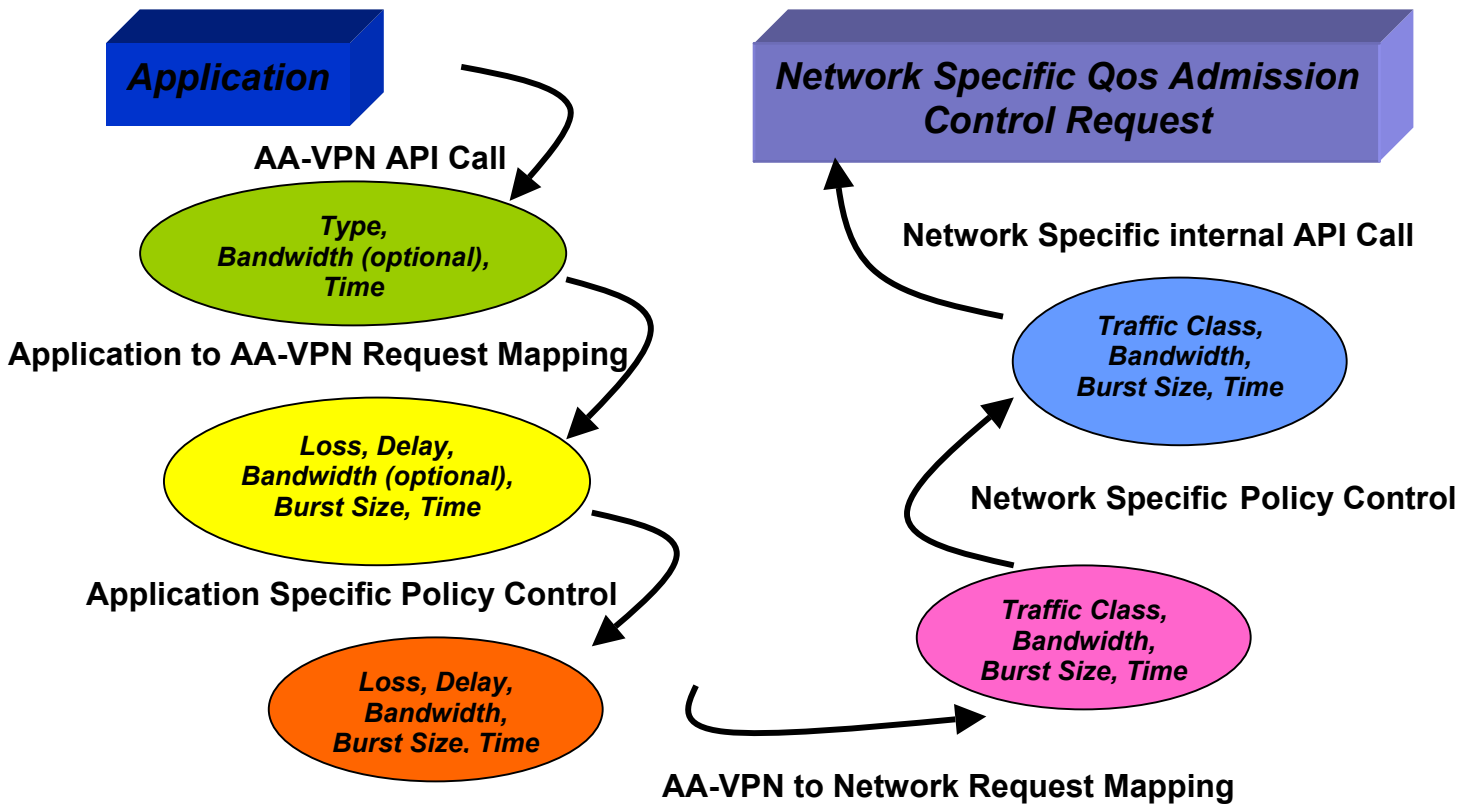 Application
AA-VPN API Call
Type,
Bandwidth (optional),
Time
Application to AA-VPN Request Mapping
Loss, Delay,
Bandwidth (optional),
Burst Size, Time
Application Specific Policy Control
Loss, Delay,
Bandwidth,
Burst Size, Time
AA-VPN to Network Request Mapping
Traffic Class,
Bandwidth,
Burst Size, Time
Network Specific Policy Control
Traffic Class,
Bandwidth,
Burst Size, Time
Network Specific internal API Call
Network Specific Qos Admission
Control Request